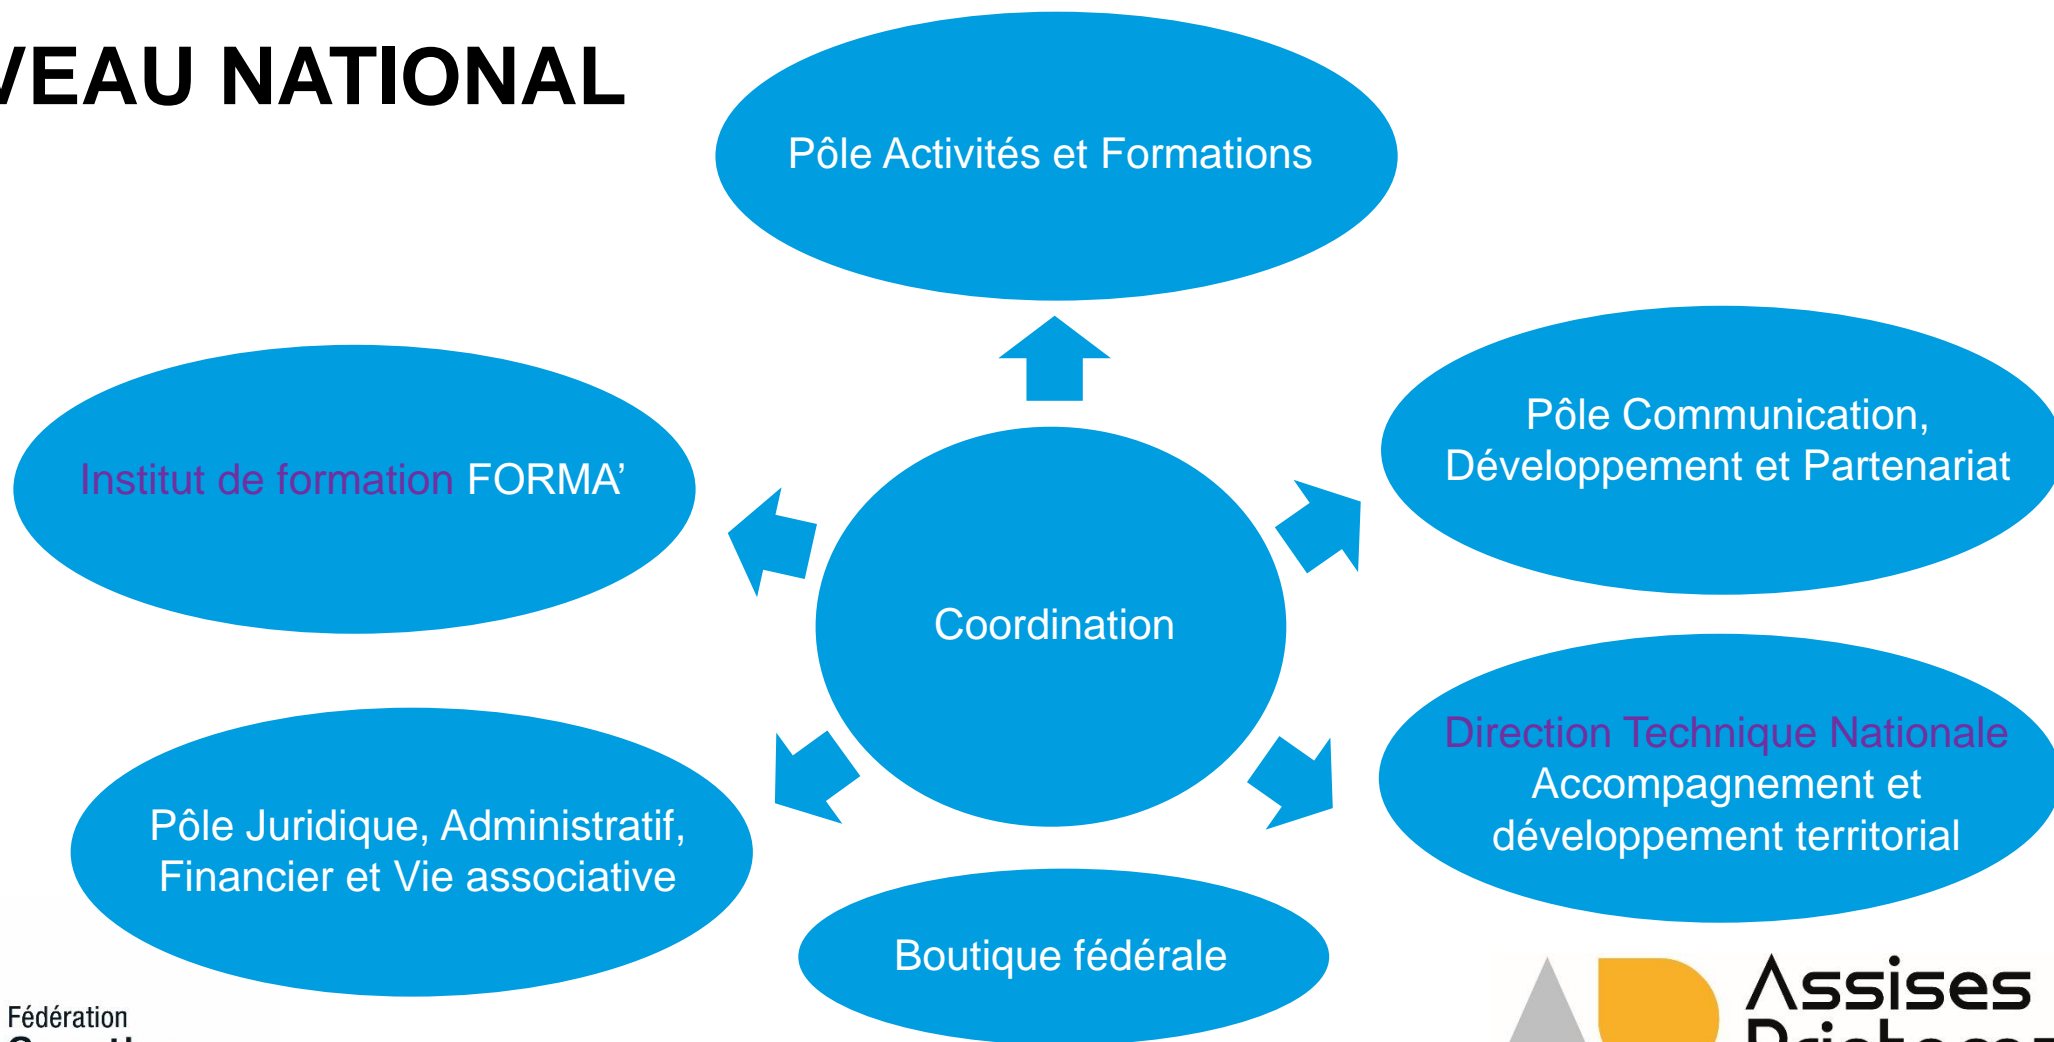 VEAU NATIONAL
Pôle Activités et Formations
Pôle Communication,
Développement et Partenariat
Institut de formation FORMA’
Coordination
Direction Technique Nationale
Accompagnement et
développement territorial
Pôle Juridique, Administratif,
Financier et Vie associative
Boutique fédérale
Fédération
Assises